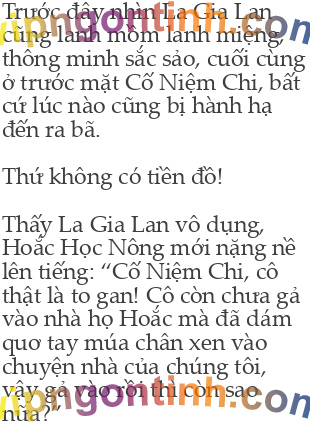 Trước đây nhìn La Gia Lan
cũng lanh mồm lanh miệng,
thông minh sắc sảo, cuối cùng
ở trước mặt Cố Niệm Chi, bất
cứ lúc nào cũng bị hành hạ
đến ra bã.
Thứ không có tiền đồ!
Thấy La Gia Lan vô dụng,
Hoắc Học Nông mới nặng nề
lên tiếng: “Cố Niệm Chi, cô
thật là to gan! Cô còn chưa gả
vào nhà họ Hoắc mà đã dám
quơ tay múa chân xen vào
chuyện nhà của chúng tôi,
vậy gả vào rồi thì còn sao
nữa?”
vupngontinh.com
vupngontinh.com